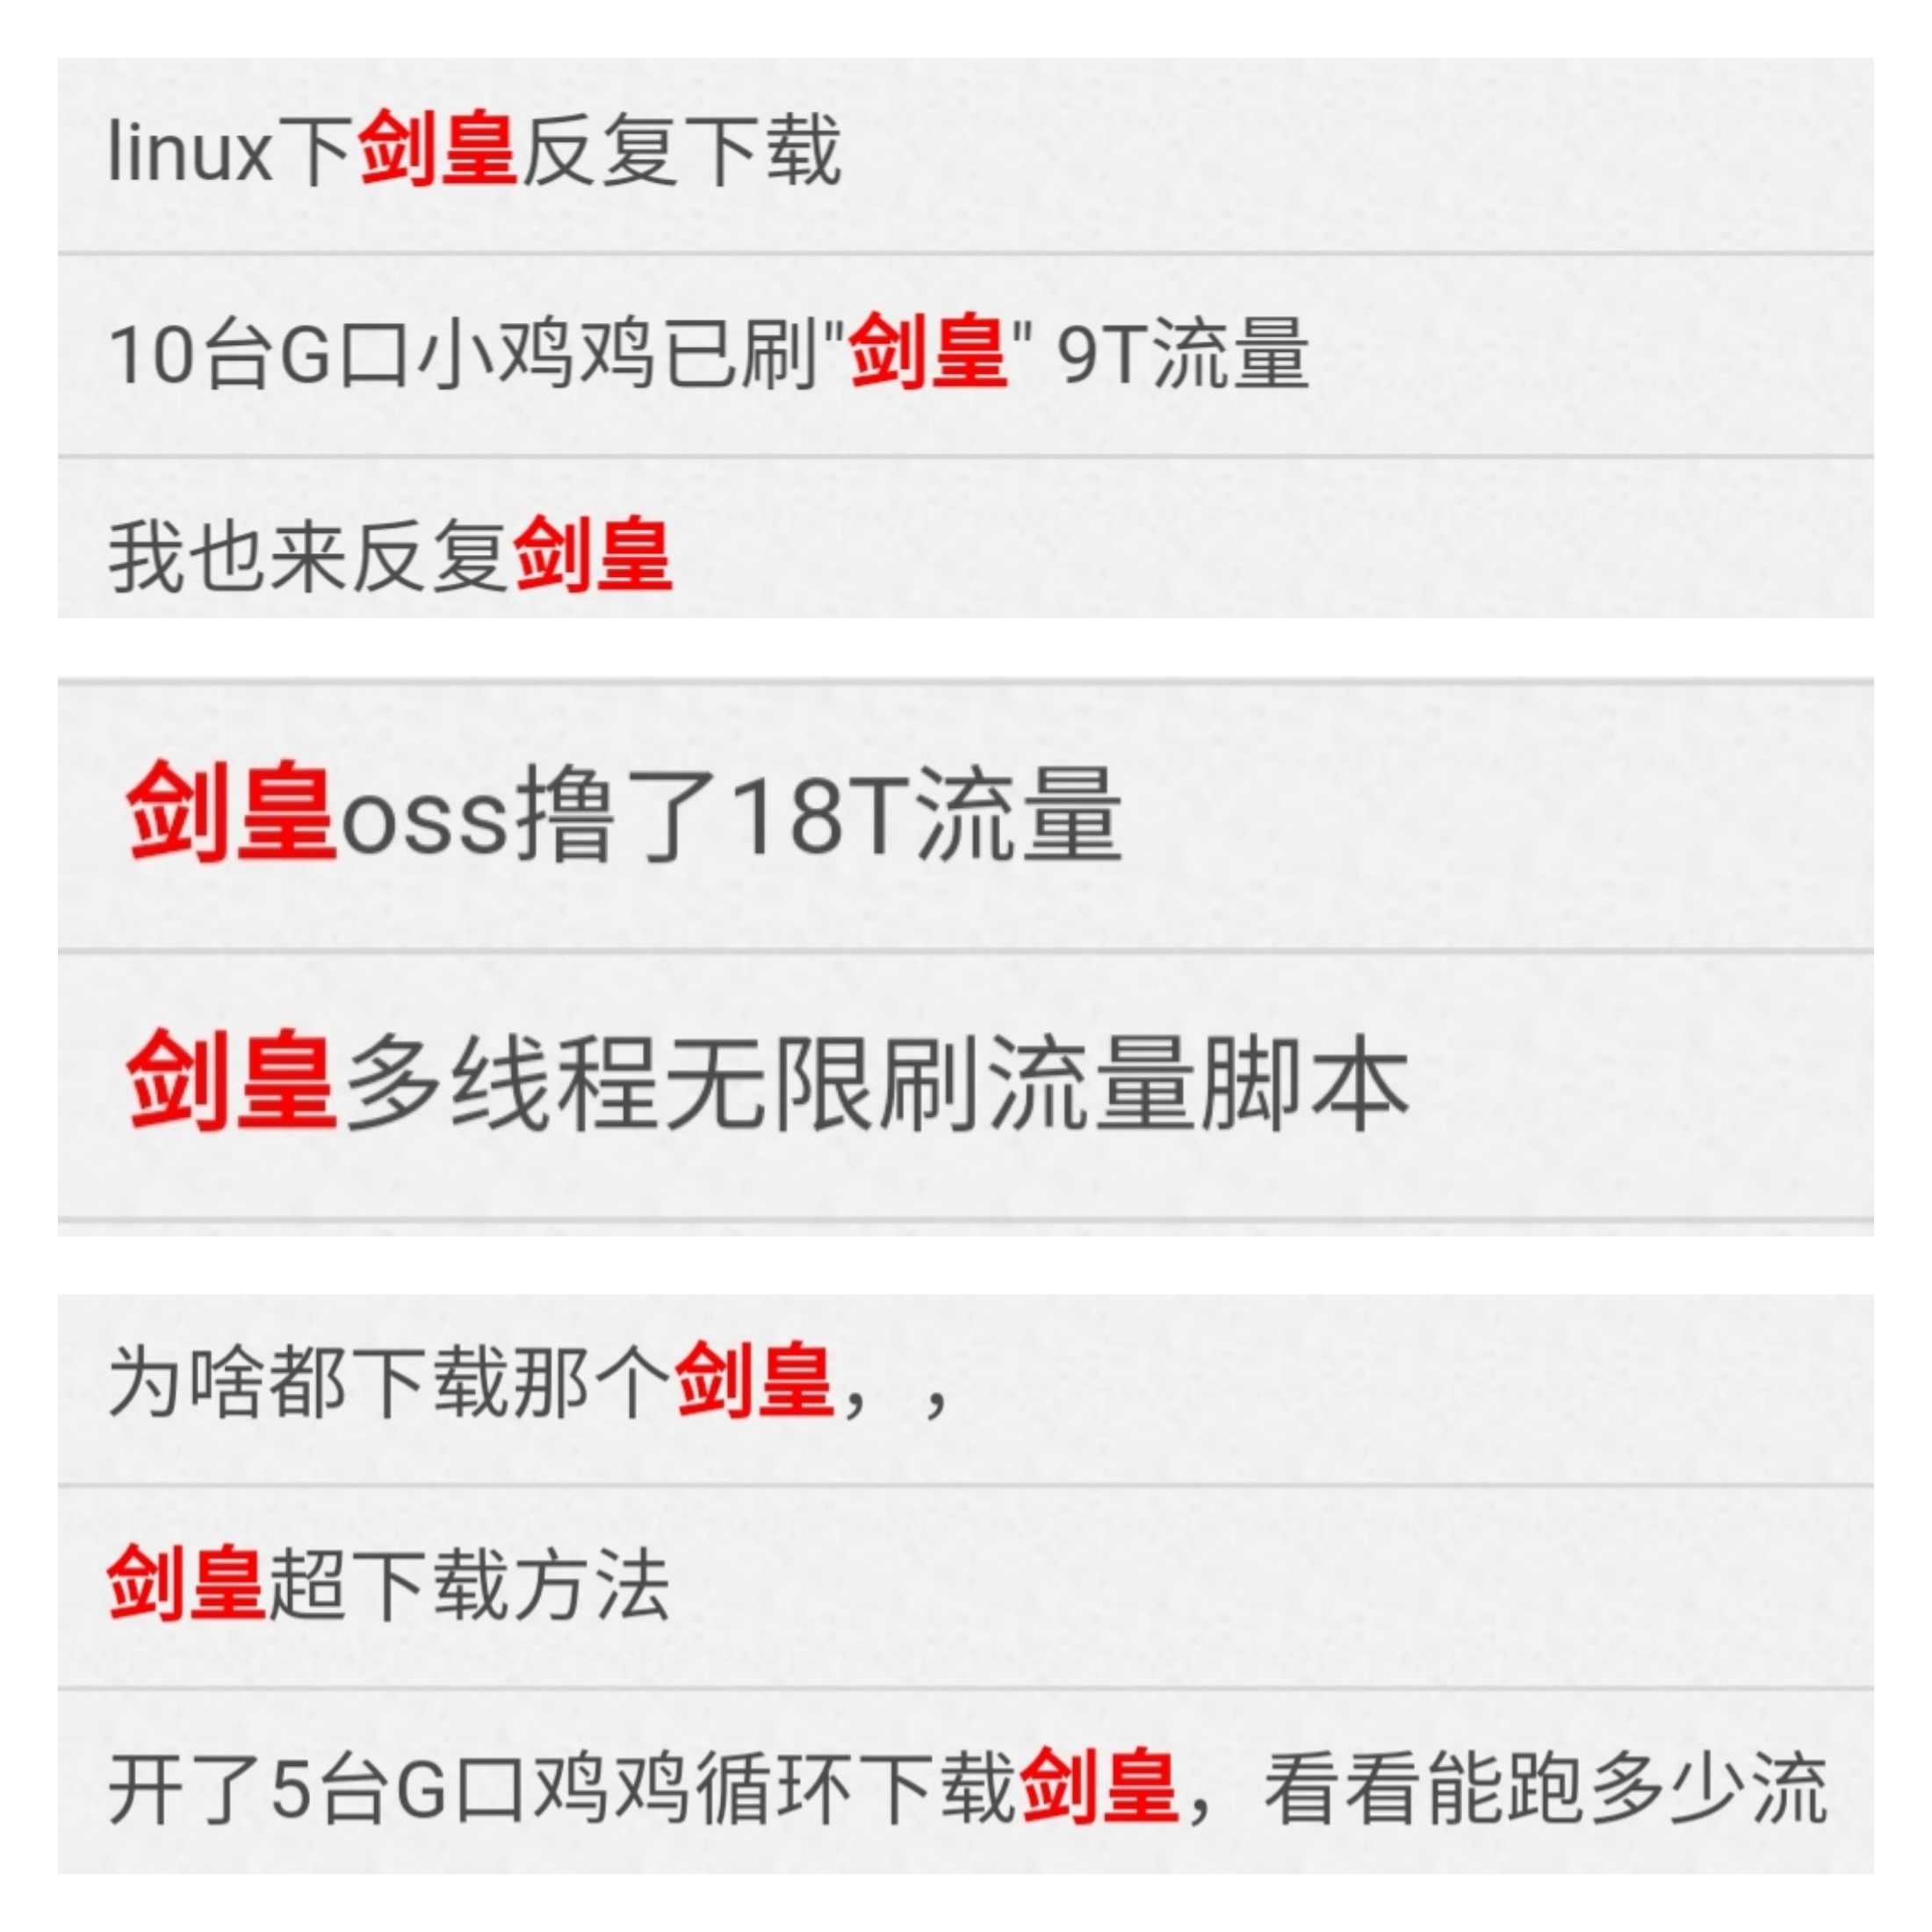 linux下剑皇反复下载
10台G口小鸡鸡已刷"剑皇" 9T流量
我也来反复剑皇
剑皇oss撸了18T流量
剑皇多线程无限刷流量脚本
为啥都下载那个剑皇，，
剑皇超下载方法
开了5台G口鸡鸡循环下载剑皇，看看能跑多少流